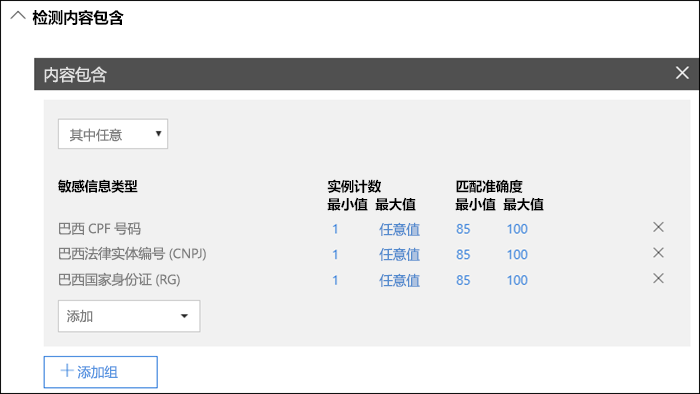 检测内容包含
内容包含
其中任意
敏感信息类型 实例计数 匹配准确度
最小值 最大值 最小值 最大值
巴西 CPF 号码 1 任意值 85 100
巴西法律实体编号 (CNPJ) 1 任意值 85 100
巴西国家身份证 (RG) 1 任意值 85 100
添加
添加组